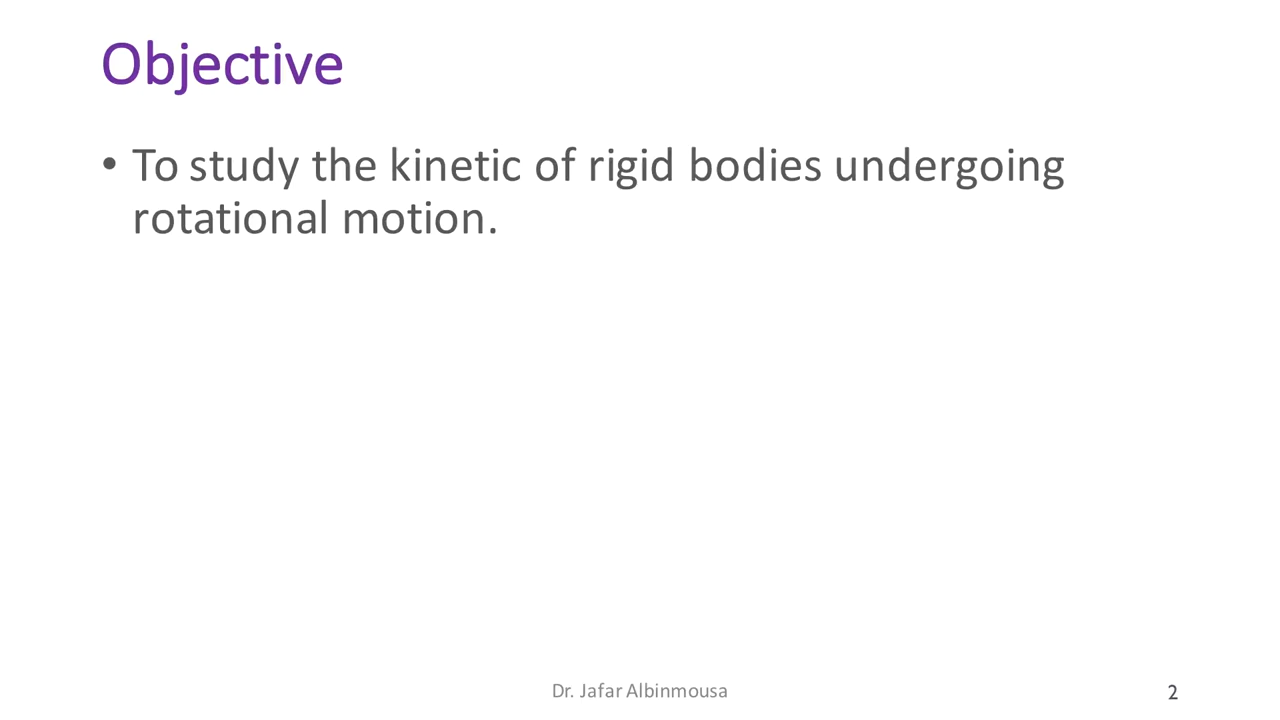 Objective
• To study the kinetic of rigid bodies undergoing
rotational motion.
Dr. Jafar Albinmousa
2